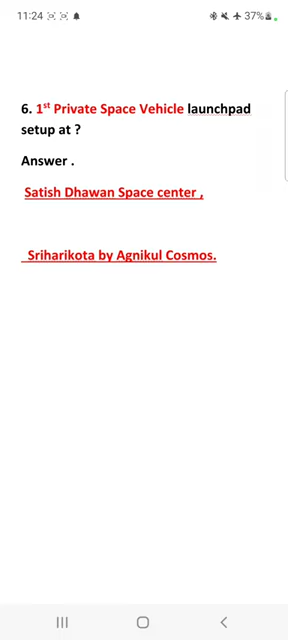 11:24 37%
6. 1st Private Space Vehicle launchpad
setup at ?
Answer .
Satish Dhawan Space center ,
Sriharikota by Agnikul Cosmos.